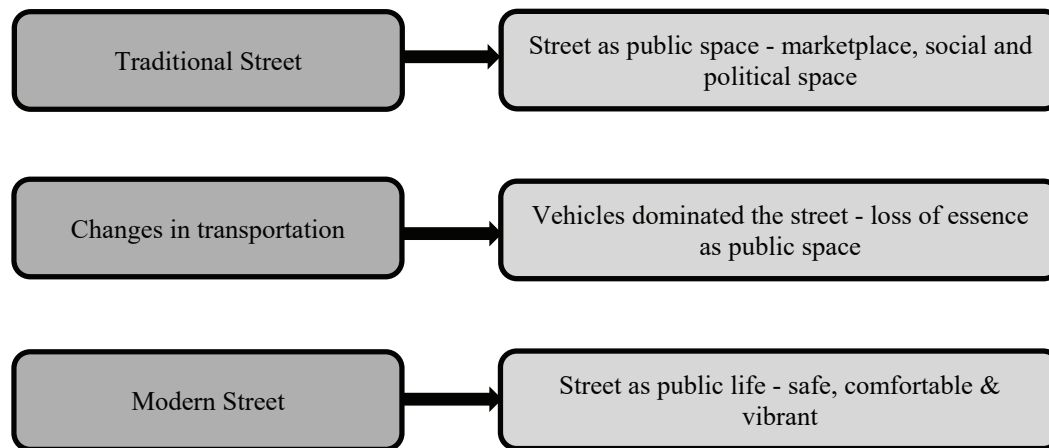 Traditional Street
Street as public space - marketplace, social and
political space
Changes in transportation
Vehicles dominated the street - loss of essence
as public space
Modern Street
Street as public life - safe, comfortable &
vibrant